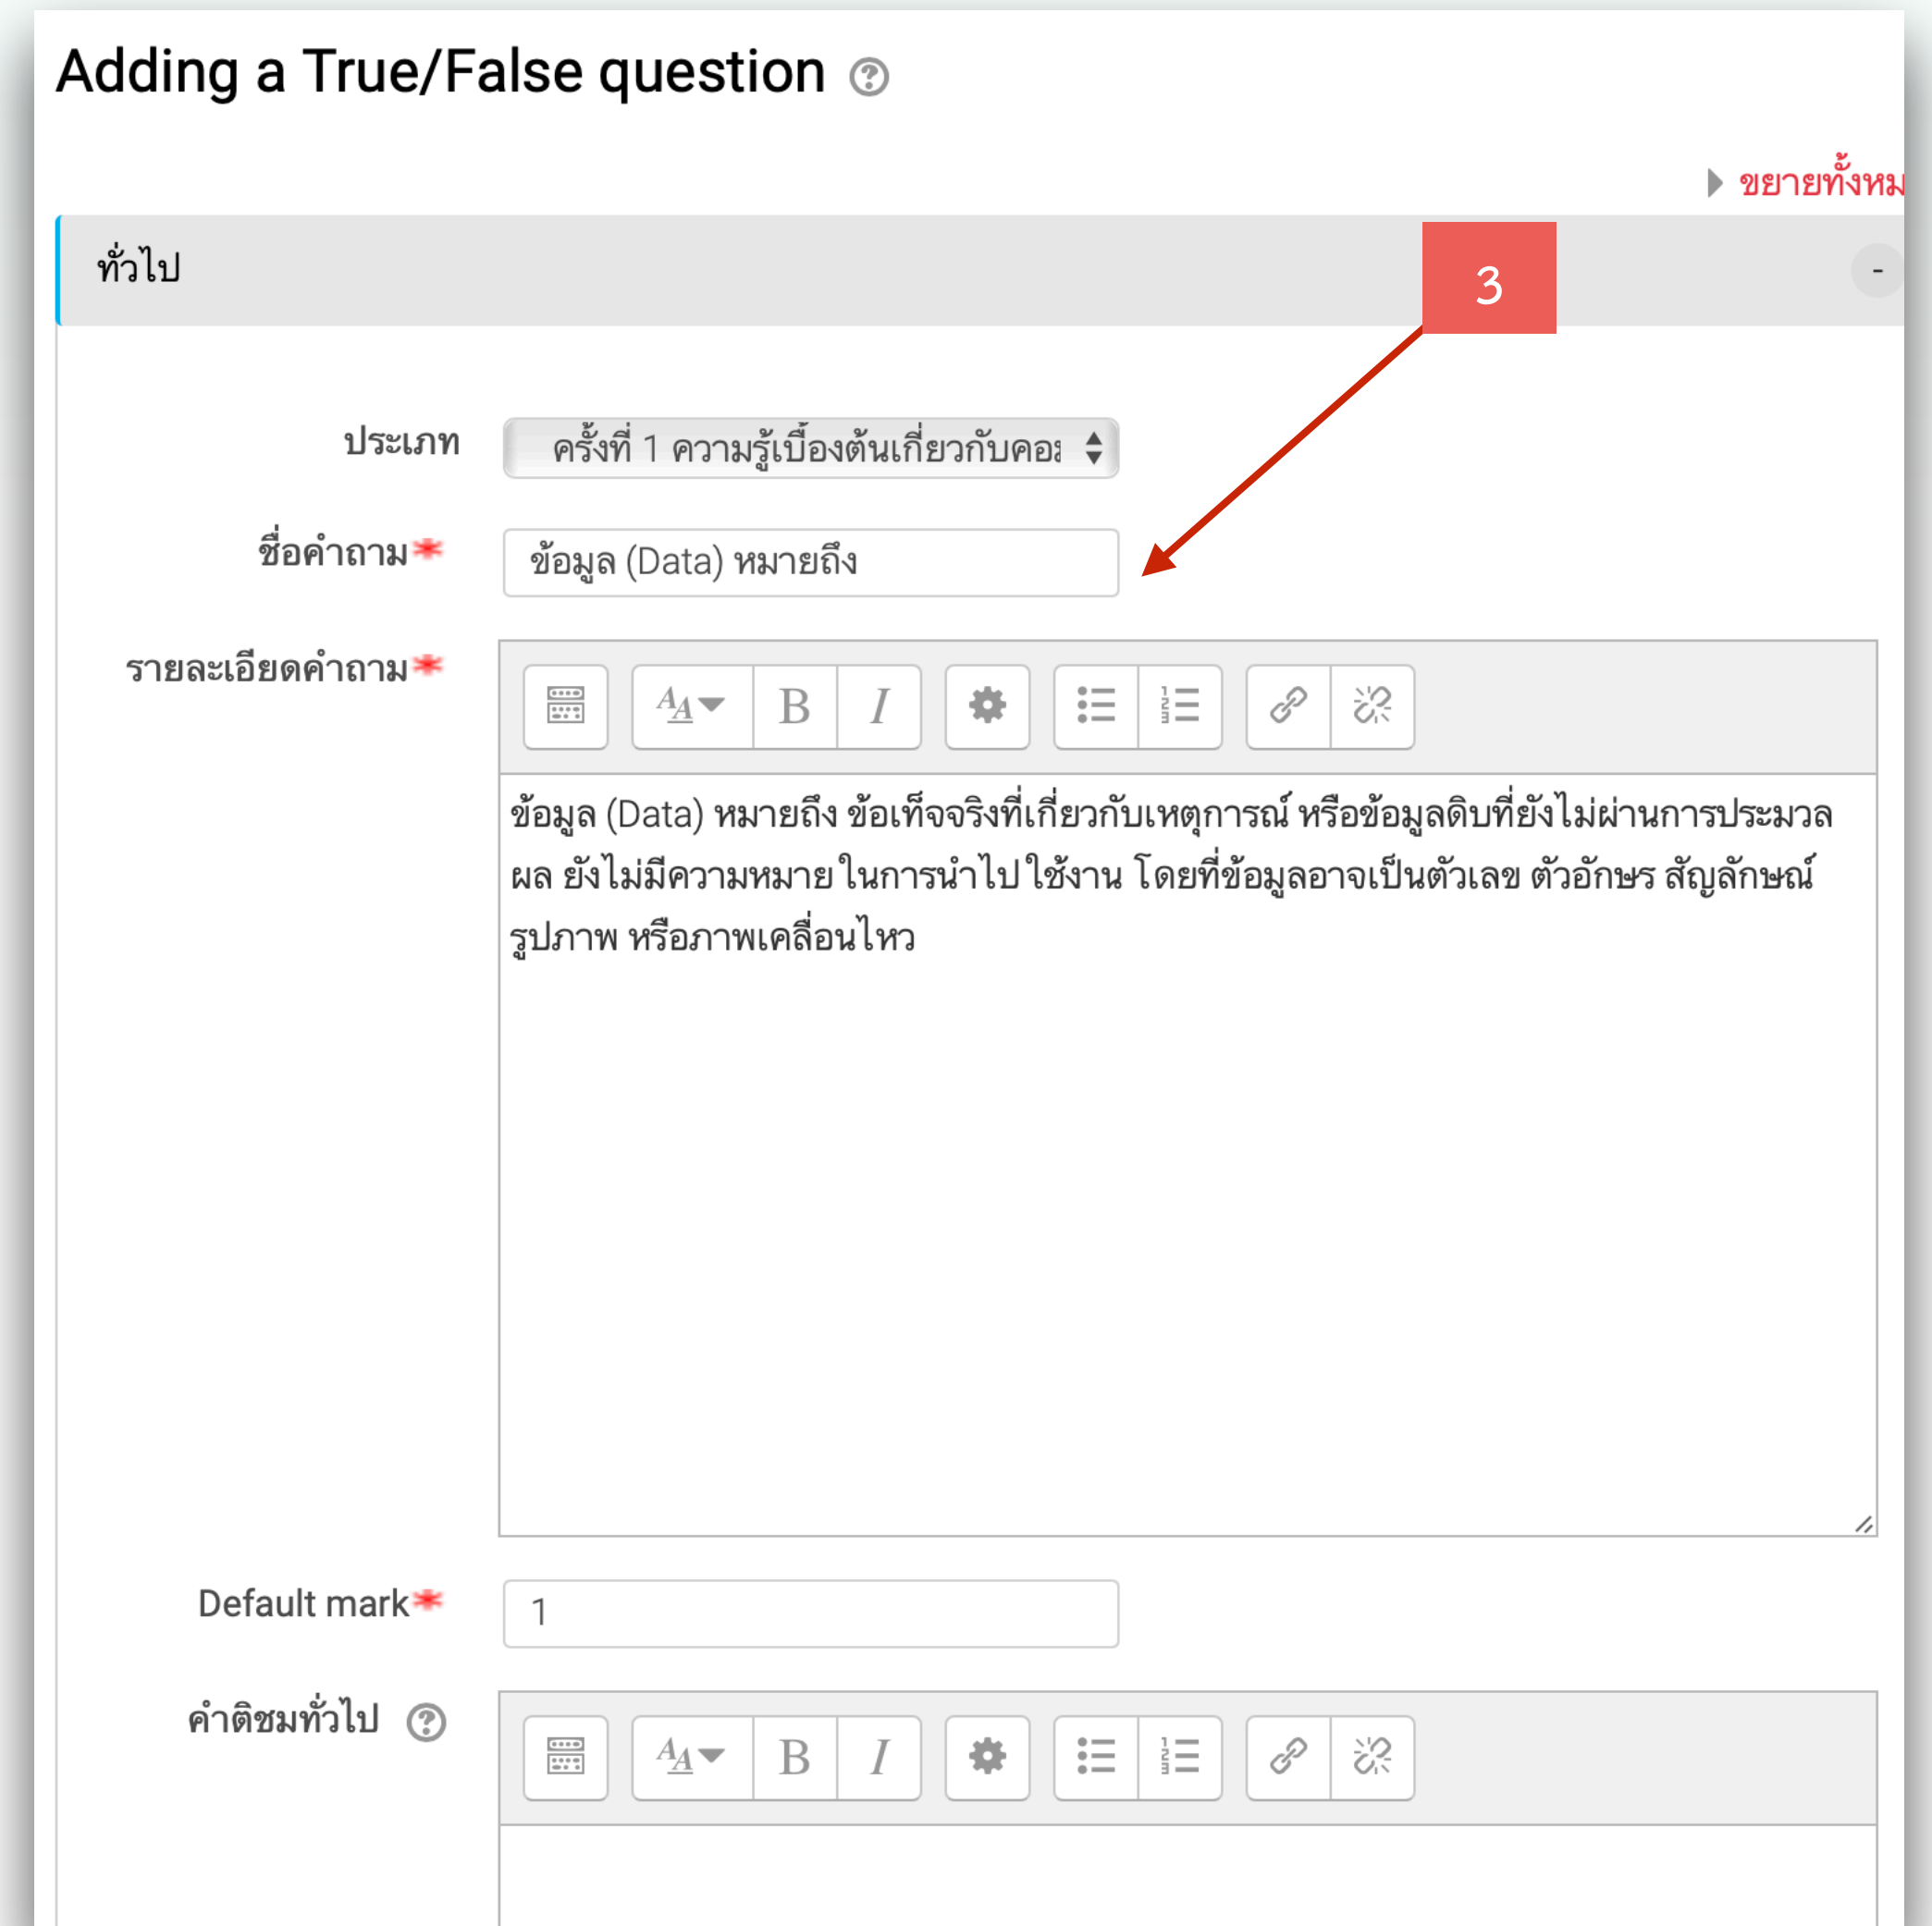 Adding a True/False question
ขยายทั้งหม
ทั่วไป
-
3
ประเภท
ครั้งที่ 1 ความรู้เบื้องต้นเกี่ยวกับคอม
ชื่อคำถาม*
ข้อมูล (Data) หมายถึง
รายละเอียดคำถาม*
ข้อมูล (Data) หมายถึง ข้อเท็จจริงที่เกี่ยวกับเหตุการณ์ หรือข้อมูลดิบที่ยังไม่ผ่านการประมวล
ผล ยังไม่มีความหมาย ในการนำไป ใช้งาน โดยที่ข้อมูลอาจเป็นตัวเลข ตัวอักษร สัญลักษณ์
รูปภาพ หรือภาพเคลื่อนไหว
Default mark*
1
คำติชมทั่วไป